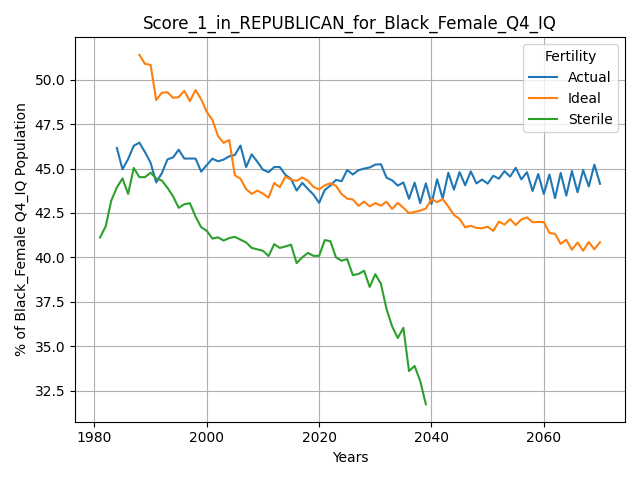 Score_1_in_REPUBLICAN_for_Black_Female_Q4_IQ
Fertility
Actual
Ideal
Sterile
% of Black_Female Q4_IQ Population
50.0
47.5
45.0
42.5
40.0
37.5
35.0
32.5
1980
2000
2020
2040
2060
Years